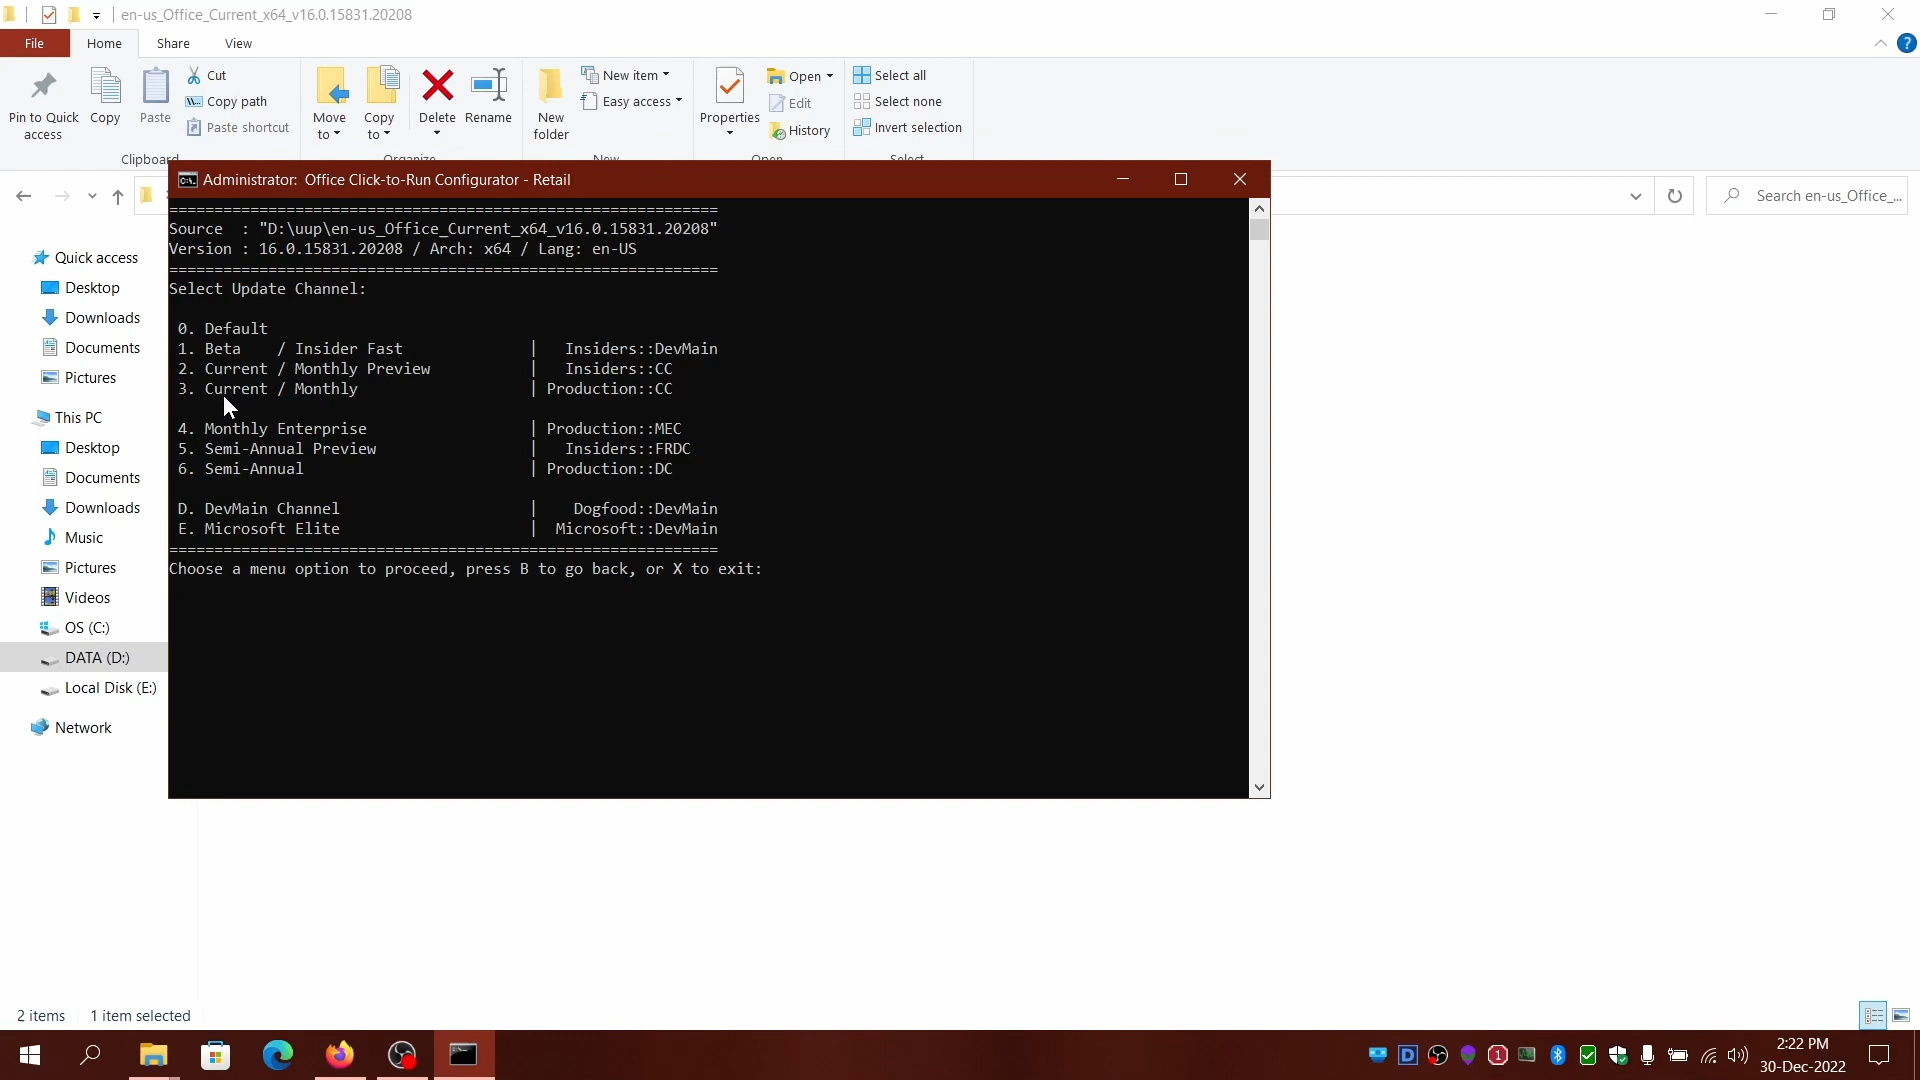 en-us_Office_Current_x64_v16.0.15831.20208
File Home Share View
Pin to Quick access
Copy
Paste
Cut
Copy path
Paste shortcut
Clipboard
Move to
Copy to
Delete
Rename
Organize
New folder
New item
Easy access
New
Properties
Open
Edit
History
Open
Select all
Select none
Invert selection
Select
Search en-us_Office_...
Quick access
Desktop
Downloads
Documents
Pictures
This PC
Desktop
Documents
Downloads
Music
Pictures
Videos
OS (C:)
DATA (D:)
Local Disk (E:)
Network
Administrator: Office Click-to-Run Configurator - Retail
=============================================================
Source : "D:\uup\en-us_Office_Current_x64_v16.0.15831.20208"
Version : 16.0.15831.20208 / Arch: x64 / Lang: en-US
=============================================================
Select Update Channel:
0. Default
1. Beta / Insider Fast | Insiders::DevMain
2. Current / Monthly Preview | Insiders::CC
3. Current / Monthly | Production::CC
4. Monthly Enterprise | Production::MEC
5. Semi-Annual Preview | Insiders::FRDC
6. Semi-Annual | Production::DC
D. DevMain Channel | Dogfood::DevMain
E. Microsoft Elite | Microsoft::DevMain
=============================================================
Choose a menu option to proceed, press B to go back, or X to exit:
2 items 1 item selected
2:22 PM
30-Dec-2022